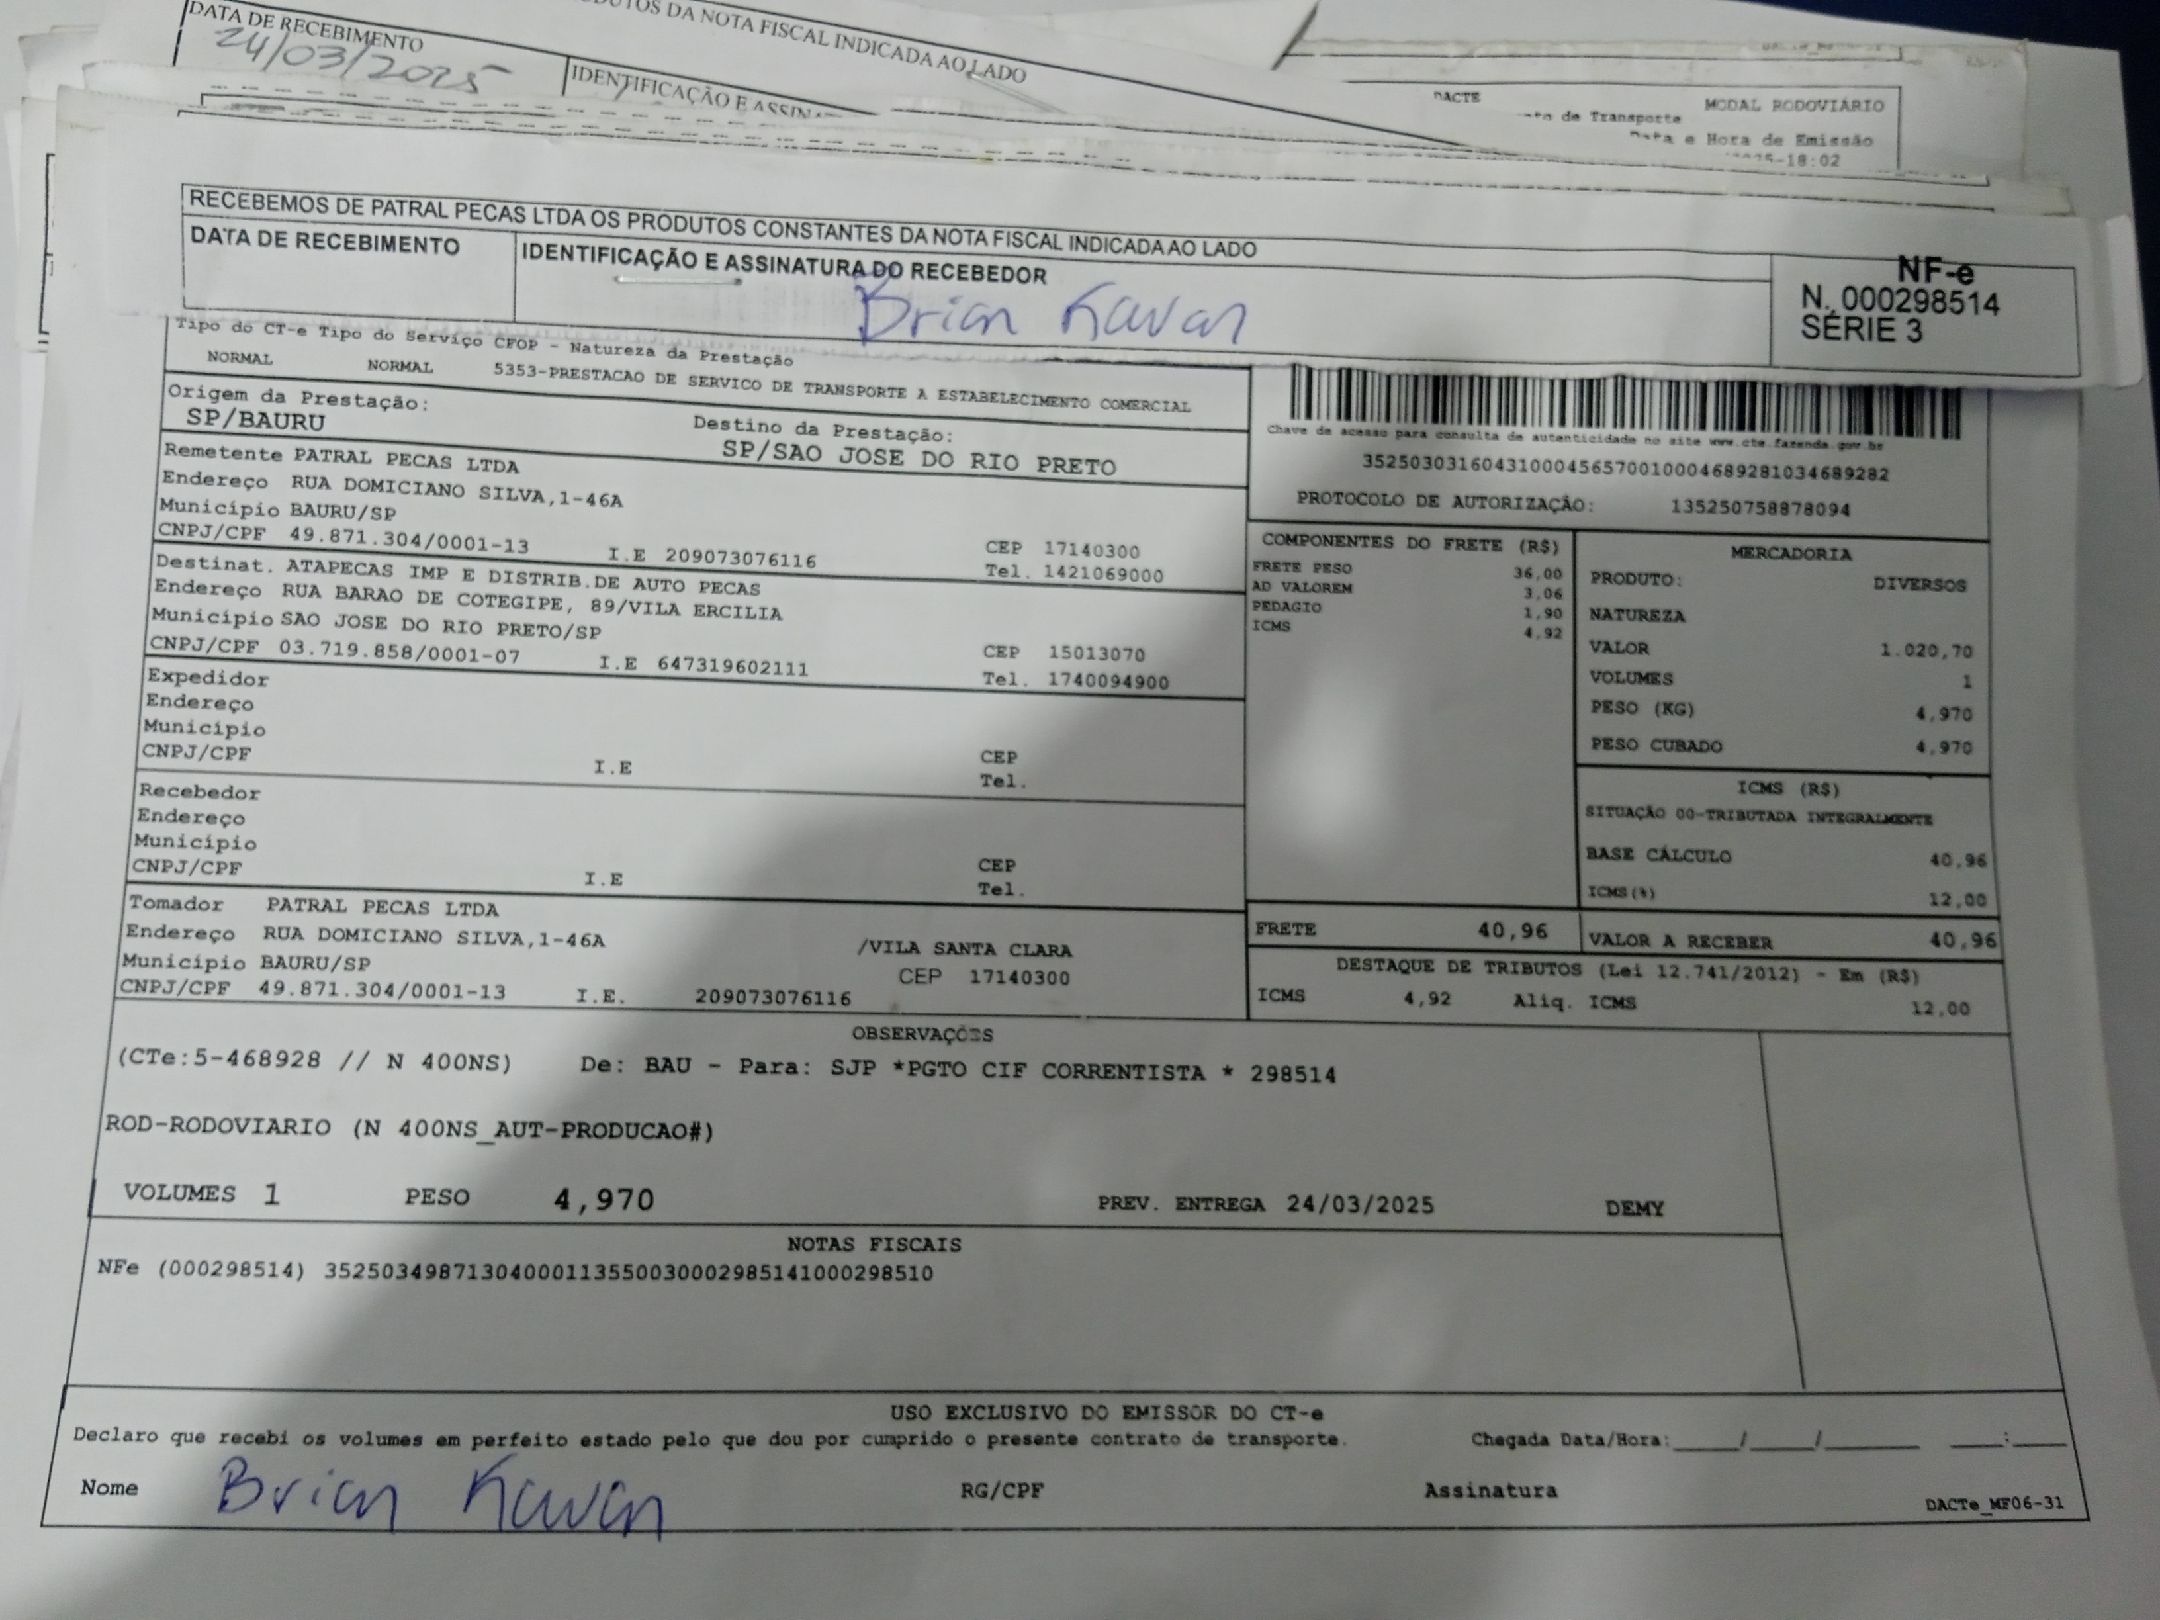 DATA DE RECEBIMENTO
24/03/2025
DA NOTA FISCAL INDICADA AO LADO
IDENTIFICAÇÃO E
DACTE
MODAL RODOVIÁRIO
de Transporte
e Hora de Emissão
-18:02
RECEBEMOS DE PATRAL PECAS LTDA OS PRODUTOS CONSTANTES DA NOTA FISCAL INDICADA AO LADO
DATA DE RECEBIMENTO
IDENTIFICAÇÃO E ASSINATURA DO RECEBEDOR
Brian Kavan
NF-e
N. 000298514
SÉRIE 3
Tipo do CT-e Tipo do Serviço CFOP - Natureza da Prestação
NORMAL NORMAL 5353-PRESTACAO DE SERVICO DE TRANSPORTE A ESTABELECIMENTO COMERCIAL
Origem da Prestação: Destino da Prestação:
SP/BAURU SP/SAO JOSE DO RIO PRETO
Remetente PATRAL PECAS LTDA
Endereço RUA DOMICIANO SILVA,1-46A
Município BAURU/SP CEP 17140300
CNPJ/CPF 49.871.304/0001-13 I.E 209073076116 Tel. 1421069000
Destinat. ATAPECAS IMP E DISTRIB.DE AUTO PECAS
Endereço RUA BARAO DE COTEGIPE, 89/VILA ERCILIA
Município SAO JOSE DO RIO PRETO/SP CEP 15013070
CNPJ/CPF 03.719.858/0001-07 I.E 647319602111 Tel. 1740094900
Expedidor
Endereço
Município CEP
CNPJ/CPF I.E Tel.
Recebedor
Endereço
Município CEP
CNPJ/CPF I.E Tel.
Tomador PATRAL PECAS LTDA
Endereço RUA DOMICIANO SILVA,1-46A /VILA SANTA CLARA
Município BAURU/SP CEP 17140300
CNPJ/CPF 49.871.304/0001-13 I.E. 209073076116
Chave de acesso para consulta de autenticidade no site www.cte.fazenda.gov.br
35250303160431000456570010004689281034689282
PROTOCOLO DE AUTORIZAÇÃO: 135250758878094
COMPONENTES DO FRETE (R$)
FRETE PESO 36,00
AD VALOREM 3,06
PEDAGIO 1,90
ICMS 4,92
MERCADORIA
PRODUTO: DIVERSOS
NATUREZA
VALOR 1.020,70
VOLUMES 1
PESO (KG) 4,970
PESO CUBADO 4,970
ICMS (R$)
SITUAÇÃO 00-TRIBUTADA INTEGRALMENTE
BASE CÁLCULO 40,96
ICMS(%) 12,00
FRETE 40,96 VALOR A RECEBER 40,96
DESTAQUE DE TRIBUTOS (Lei 12.741/2012) - Em (R$)
ICMS 4,92 Aliq. ICMS 12,00
OBSERVAÇÕES
(CTe:5-468928 // N 400NS) De: BAU - Para: SJP *PGTO CIF CORRENTISTA * 298514
ROD-RODOVIARIO (N 400NS_AUT-PRODUCAO#)
VOLUMES 1 PESO 4,970 PREV. ENTREGA 24/03/2025 DEMY
NOTAS FISCAIS
NFe (000298514) 35250349871304000113550030002985141000298510
USO EXCLUSIVO DO EMISSOR DO CT-e
Declaro que recebi os volumes em perfeito estado pelo que dou por cumprido o presente contrato de transporte. Chegada Data/Hora:_____/_____/________ ____:____
Nome Brian Kavan RG/CPF Assinatura
DACTe_MF06-31